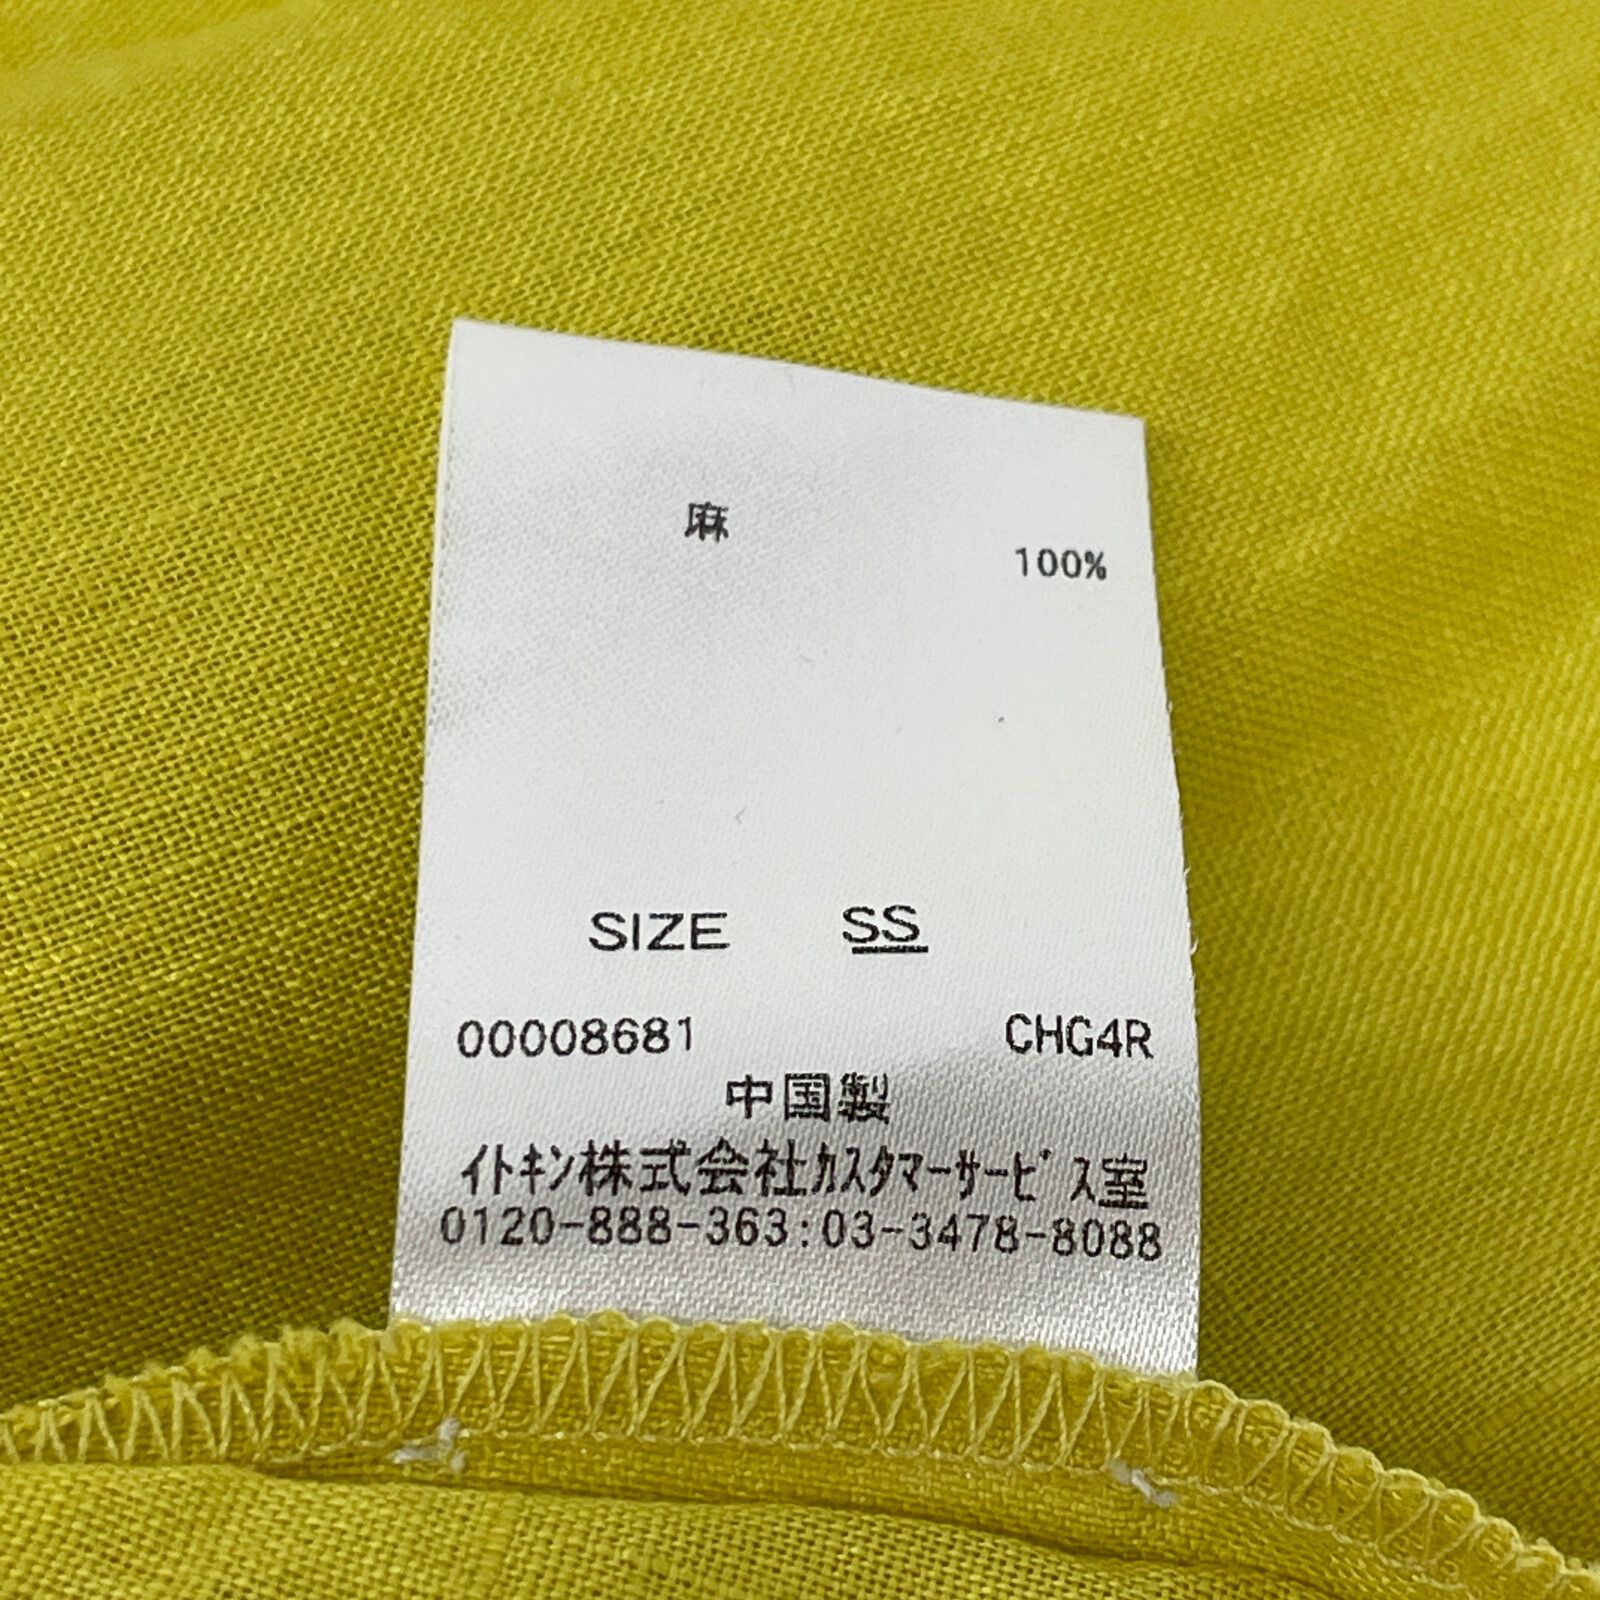 麻 100%
SIZE SS
00008681 CHG4R
中国製
イトキン株式会社カスタマーサービス室
0120-888-363:03-3478-8088